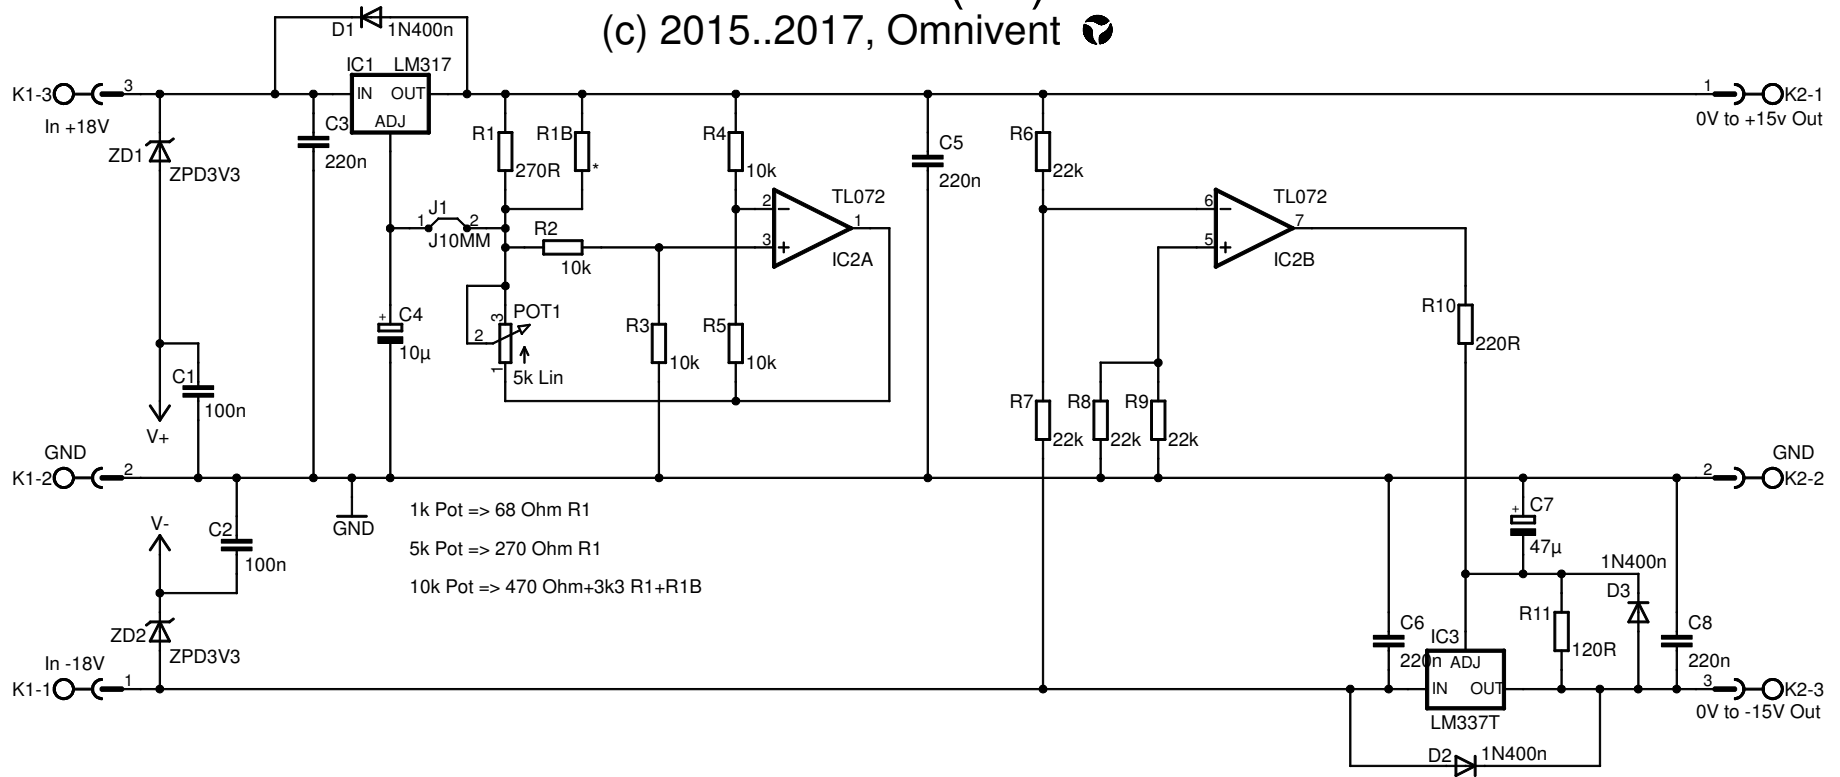 (c) 2015..2017, Omnivent
D1
1N400n
IC1
LM317
IN
OUT
ADJ
K1-3
3
In +18V
ZD1
ZPD3V3
C3
220n
R1
270R
R1B
*
R4
10k
C5
220n
R6
22k
1
K2-1
0V to +15v Out
J1
1
2
J10MM
R2
10k
2
3
1
TL072
IC2A
6
5
7
TL072
IC2B
C4
+
10µ
POT1
3
2
1
5k Lin
R3
10k
R5
10k
R10
220R
C1
100n
V+
R7
22k
R8
22k
R9
22k
GND
K1-2
2
GND
2
K2-2
GND
1k Pot => 68 Ohm R1
5k Pot => 270 Ohm R1
10k Pot => 470 Ohm+3k3 R1+R1B
V-
C2
100n
ZD2
ZPD3V3
In -18V
K1-1
1
C7
+
47µ
1N400n
D3
R11
120R
C6
220n
IC3
ADJ
IN
OUT
LM337T
C8
220n
3
K2-3
0V to -15V Out
D2
1N400n